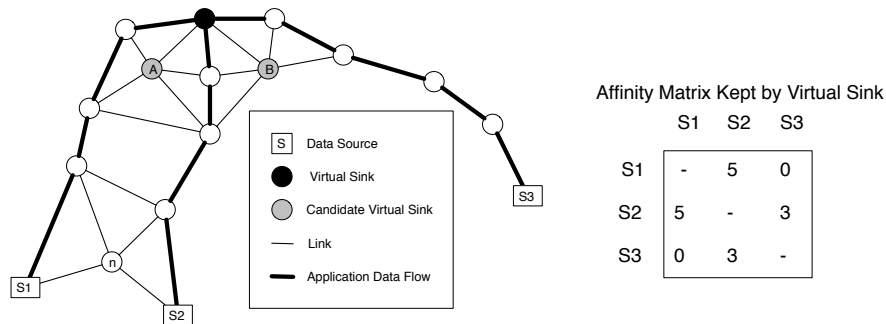 A
B
n
S1
S2
S3
S Data Source
Virtual Sink
Candidate Virtual Sink
Link
Application Data Flow
Affinity Matrix Kept by Virtual Sink
S1 S2 S3
S1 - 5 0
S2 5 - 3
S3 0 3 -